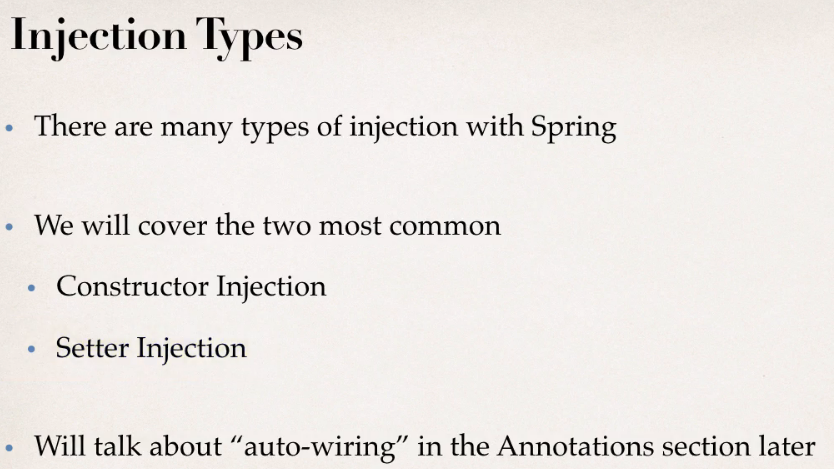 Injection Types
• There are many types of injection with Spring
• We will cover the two most common
• Constructor Injection
• Setter Injection
• Will talk about “auto-wiring” in the Annotations section later